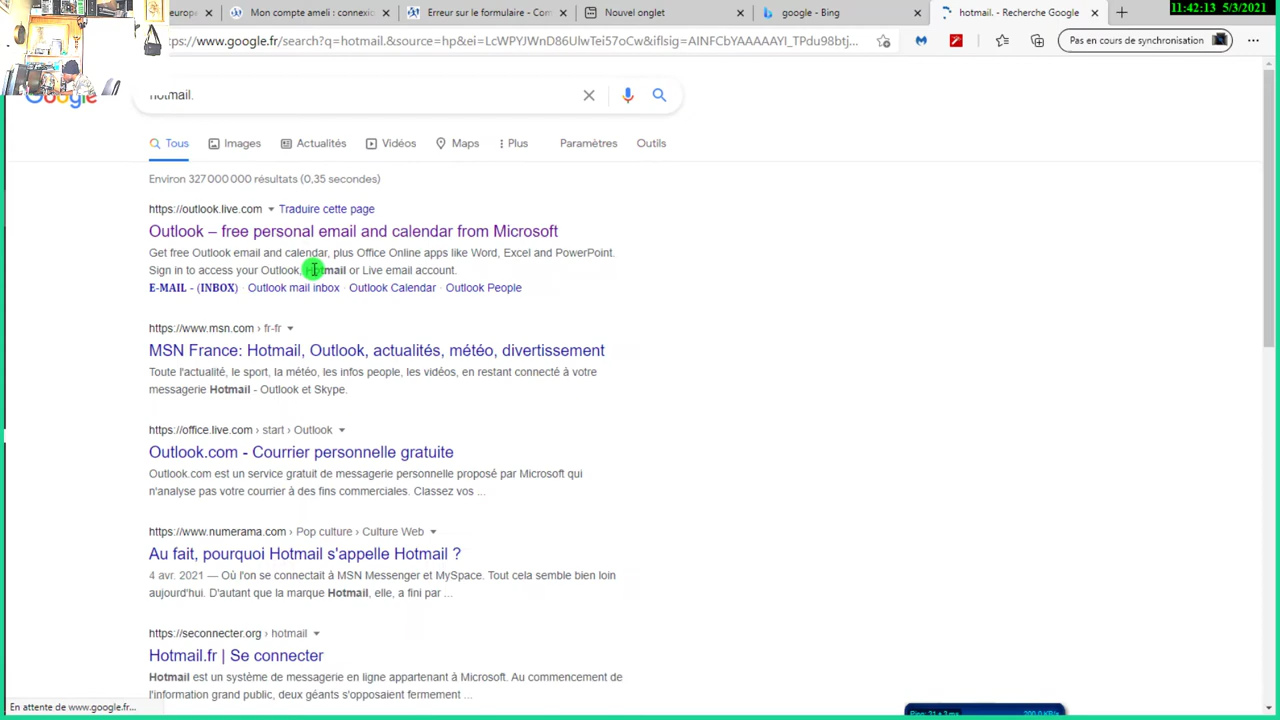 europe
Mon compte ameli : connexio
Erreur sur le formulaire - Com
Nouvel onglet
google - Bing
hotmail. - Recherche Google
11:42:13 5/3/2021
ps://www.google.fr/search?q=hotmail.&source=hp&ei=LcWPYJWnD86UlwTei57oCw&iflsig=AINFCbYAAAAAYI_TPdu98btj...
Pas en cours de synchronisation
Google
hotmail.
Tous
Images
Actualités
Vidéos
Maps
Plus
Paramètres
Outils
Environ 327 000 000 résultats (0,35 secondes)
https://outlook.live.com Traduire cette page
Outlook – free personal email and calendar from Microsoft
Get free Outlook email and calendar, plus Office Online apps like Word, Excel and PowerPoint.
Sign in to access your Outlook, Hotmail or Live email account.
E-MAIL - (INBOX) · Outlook mail inbox · Outlook Calendar · Outlook People
https://www.msn.com › fr-fr
MSN France: Hotmail, Outlook, actualités, météo, divertissement
Toute l'actualité, le sport, la météo, les infos people, les vidéos, en restant connecté à votre
messagerie Hotmail - Outlook et Skype.
https://office.live.com › start › Outlook
Outlook.com - Courrier personnelle gratuite
Outlook.com est un service gratuit de messagerie personnelle proposé par Microsoft qui
n'analyse pas votre courrier à des fins commerciales. Classez vos ...
https://www.numerama.com › Pop culture › Culture Web
Au fait, pourquoi Hotmail s'appelle Hotmail ?
4 avr. 2021 — Où l'on se connectait à MSN Messenger et MySpace. Tout cela semble bien loin
aujourd'hui. D'autant que la marque Hotmail, elle, a fini par ...
https://seconnecter.org › hotmail
Hotmail.fr | Se connecter
Hotmail est un système de messagerie en ligne appartenant à Microsoft. Au commencement de
l'information grand public, deux géants s'opposaient fermement ...
En attente de www.google.fr...